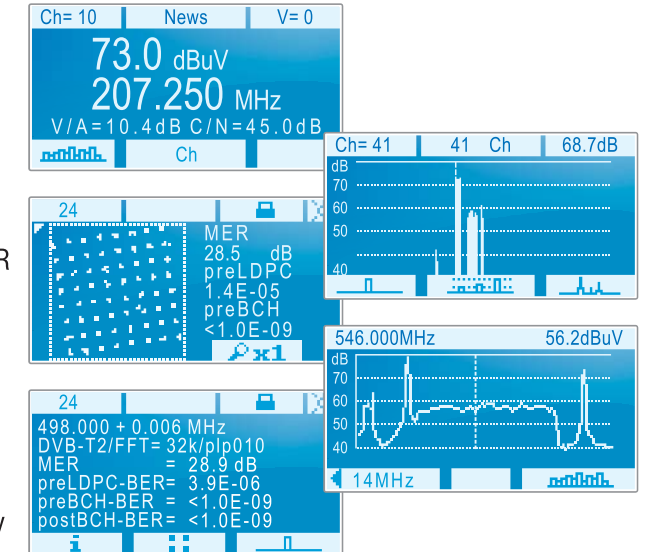 Ch= 10 News V= 0
73.0 dBuV
207.250 MHz
V/A=10.4dB C/N=45.0dB
Ch
Ch= 41 41 Ch 68.7dB
dB
70
60
50
40
24
MER
28.5 dB
preLDPC
1.4E-05
preBCH
<1.0E-09
x1
R
546.000MHz 56.2dBuV
dB
70
60
50
40
14MHz
24
498.000 + 0.006 MHz
DVB-T2/FFT= 32k/plp010
MER = 28.9 dB
preLDPC-BER= 3.9E-06
preBCH-BER = <1.0E-09
postBCH-BER= <1.0E-09
i